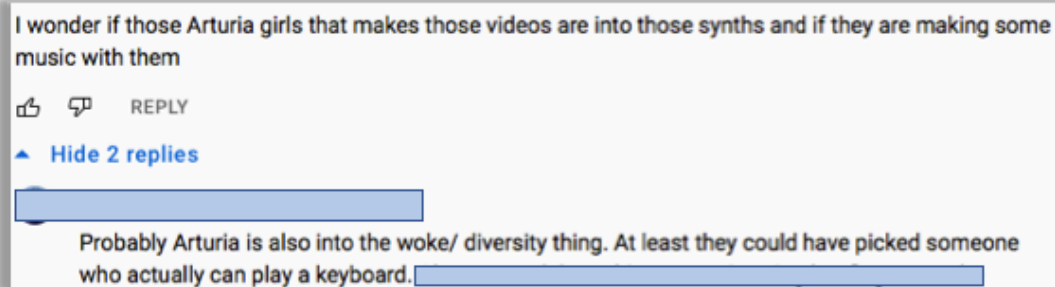 I wonder if those Arturia girls that makes those videos are into those synths and if they are making some
music with them
REPLY
Hide 2 replies
Probably Arturia is also into the woke/ diversity thing. At least they could have picked someone
who actually can play a keyboard.